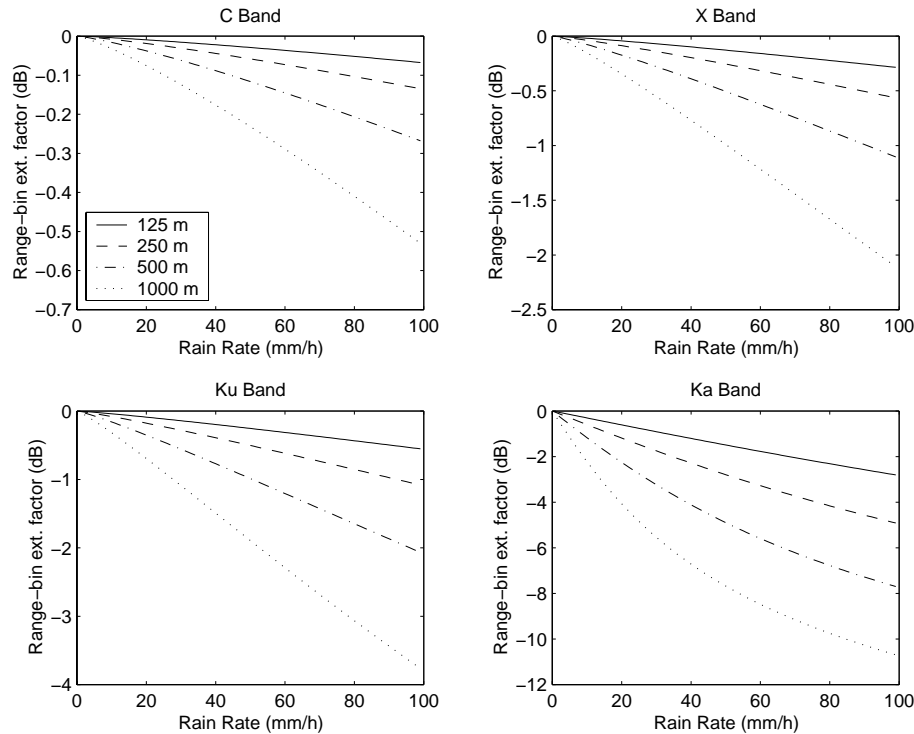 C Band
0
−0.1
−0.2
−0.3
−0.4
−0.5
−0.6
−0.7
Range−bin ext. factor (dB)
125 m
250 m
500 m
1000 m
0 20 40 60 80 100
Rain Rate (mm/h)
X Band
0
−0.5
−1
−1.5
−2
−2.5
Range−bin ext. factor (dB)
0 20 40 60 80 100
Rain Rate (mm/h)
Ku Band
0
−1
−2
−3
−4
Range−bin ext. factor (dB)
0 20 40 60 80 100
Rain Rate (mm/h)
Ka Band
0
−2
−4
−6
−8
−10
−12
Range−bin ext. factor (dB)
0 20 40 60 80 100
Rain Rate (mm/h)